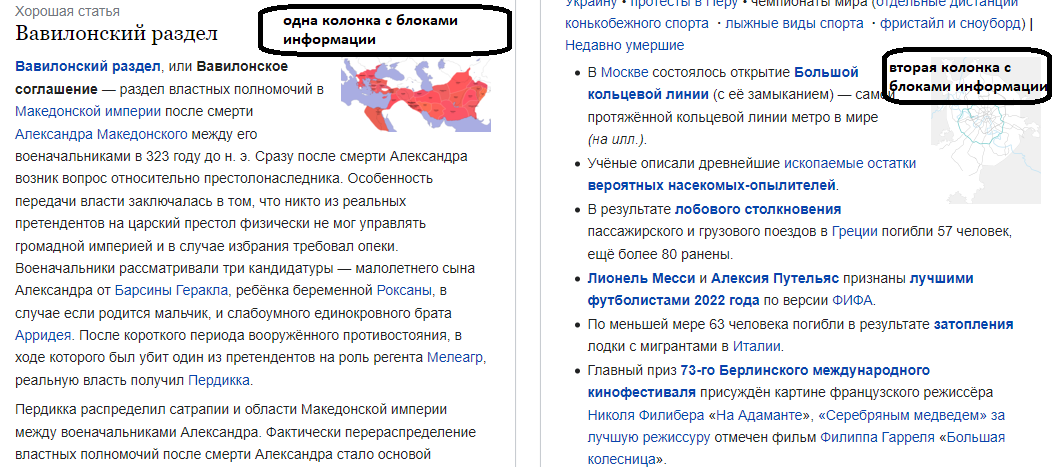 Хорошая статья
Вавилонский раздел
одна колонка с блоками
информации
Вавилонский раздел, или Вавилонское
соглашение — раздел властных полномочий в
Македонской империи после смерти
Александра Македонского между его
военачальниками в 323 году до н. э. Сразу после смерти Александра
возник вопрос относительно престолонаследника. Особенность
передачи власти заключалась в том, что никто из реальных
претендентов на царский престол физически не мог управлять
громадной империей и в случае избрания требовал опеки.
Военачальники рассматривали три кандидатуры — малолетнего сына
Александра от Барсины Геракла, ребёнка беременной Роксаны, в
случае если родится мальчик, и слабоумного единокровного брата
Арридея. После короткого периода вооружённого противостояния, в
ходе которого был убит один из претендентов на роль регента Мелеагр,
реальную власть получил Пердикка.
Пердикка распределил сатрапии и области Македонской империи
между военачальниками Александра. Фактически перераспределение
властных полномочий после смерти Александра стало основой
Украину • протесты в Перу • чемпионаты мира (отдельные дистанции
конькобежного спорта · лыжные виды спорта · фристайл и сноуборд) |
Недавно умершие
вторая колонка с
блоками информации
• В Москве состоялось открытие Большой
кольцевой линии (с её замыканием) — самой
протяжённой кольцевой линии метро в мире
(на илл.).
• Учёные описали древнейшие ископаемые остатки
вероятных насекомых-опылителей.
• В результате лобового столкновения
пассажирского и грузового поездов в Греции погибли 57 человек,
ещё более 80 ранены.
• Лионель Месси и Алексия Путельяс признаны лучшими
футболистами 2022 года по версии ФИФА.
• По меньшей мере 63 человека погибли в результате затопления
лодки с мигрантами в Италии.
• Главный приз 73-го Берлинского международного
кинофестиваля присуждён картине французского режиссёра
Николя Филибера «На Адаманте», «Серебряным медведем» за
лучшую режиссуру отмечен фильм Филиппа Гарреля «Большая
колесница».